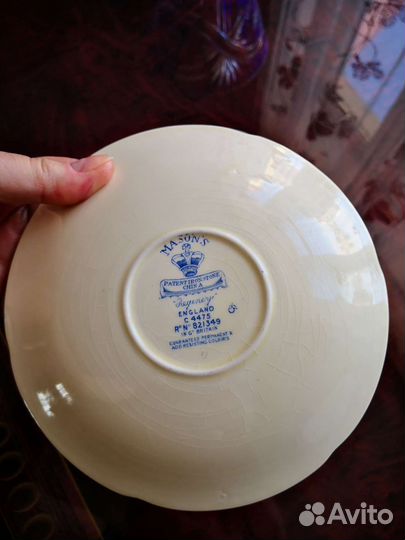 MASON'S
PATENT IRONSTONE
CHINA
"Regency"
ENGLAND
C 4475
Rᴰ Nº 821349
IN Gᵀ BRITAIN
GUARANTEED PERMANENT &
ACID RESISTING COLOURS
Avito